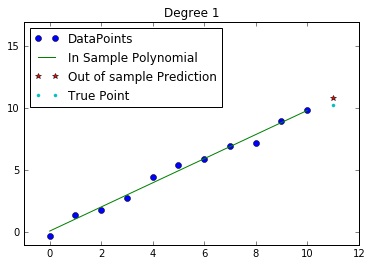 Degree 1
DataPoints
In Sample Polynomial
Out of sample Prediction
True Point
15
10
5
0
0 2 4 6 8 10 12